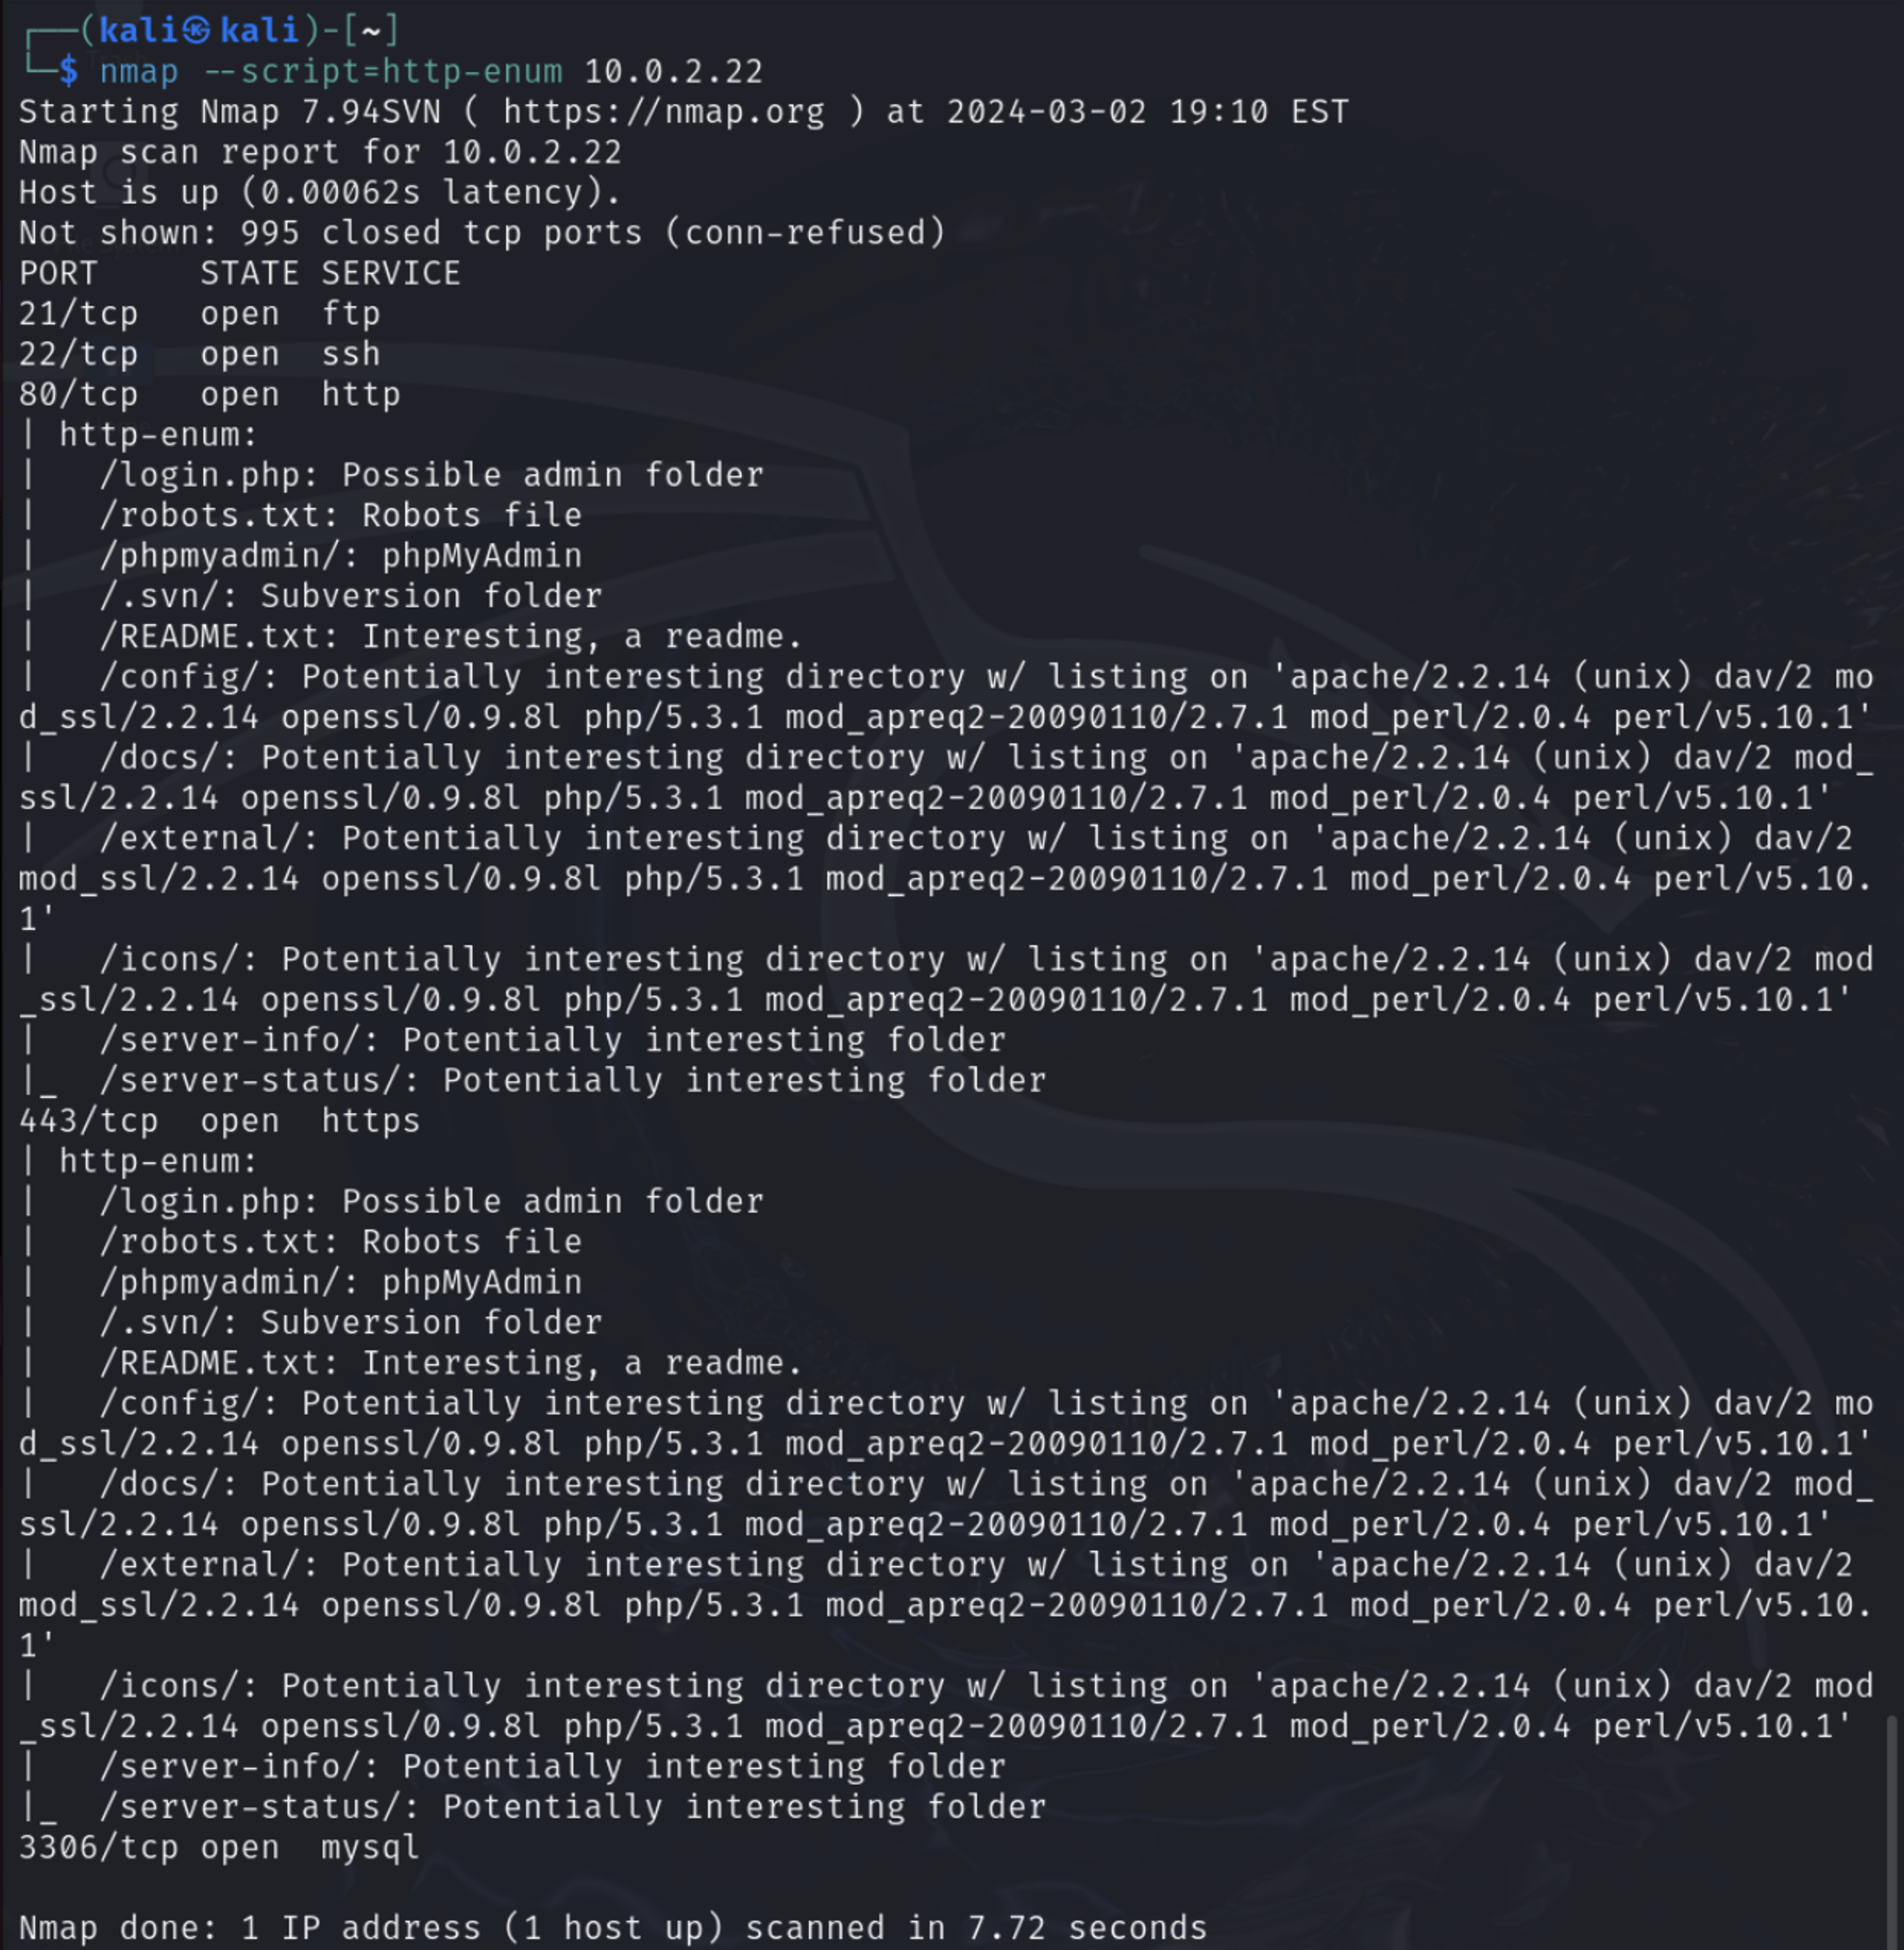 ┌──(kali㉿kali)-[~]
└─$ nmap --script=http-enum 10.0.2.22
Starting Nmap 7.94SVN ( https://nmap.org ) at 2024-03-02 19:10 EST
Nmap scan report for 10.0.2.22
Host is up (0.00062s latency).
Not shown: 995 closed tcp ports (conn-refused)
PORT     STATE SERVICE
21/tcp   open  ftp
22/tcp   open  ssh
80/tcp   open  http
| http-enum:
|   /login.php: Possible admin folder
|   /robots.txt: Robots file
|   /phpmyadmin/: phpMyAdmin
|   /.svn/: Subversion folder
|   /README.txt: Interesting, a readme.
|   /config/: Potentially interesting directory w/ listing on 'apache/2.2.14 (unix) dav/2 mo
d_ssl/2.2.14 openssl/0.9.8l php/5.3.1 mod_apreq2-20090110/2.7.1 mod_perl/2.0.4 perl/v5.10.1'
|   /docs/: Potentially interesting directory w/ listing on 'apache/2.2.14 (unix) dav/2 mod_
ssl/2.2.14 openssl/0.9.8l php/5.3.1 mod_apreq2-20090110/2.7.1 mod_perl/2.0.4 perl/v5.10.1'
|   /external/: Potentially interesting directory w/ listing on 'apache/2.2.14 (unix) dav/2
mod_ssl/2.2.14 openssl/0.9.8l php/5.3.1 mod_apreq2-20090110/2.7.1 mod_perl/2.0.4 perl/v5.10.
1'
|   /icons/: Potentially interesting directory w/ listing on 'apache/2.2.14 (unix) dav/2 mod
_ssl/2.2.14 openssl/0.9.8l php/5.3.1 mod_apreq2-20090110/2.7.1 mod_perl/2.0.4 perl/v5.10.1'
|   /server-info/: Potentially interesting folder
|_  /server-status/: Potentially interesting folder
443/tcp  open  https
| http-enum:
|   /login.php: Possible admin folder
|   /robots.txt: Robots file
|   /phpmyadmin/: phpMyAdmin
|   /.svn/: Subversion folder
|   /README.txt: Interesting, a readme.
|   /config/: Potentially interesting directory w/ listing on 'apache/2.2.14 (unix) dav/2 mo
d_ssl/2.2.14 openssl/0.9.8l php/5.3.1 mod_apreq2-20090110/2.7.1 mod_perl/2.0.4 perl/v5.10.1'
|   /docs/: Potentially interesting directory w/ listing on 'apache/2.2.14 (unix) dav/2 mod_
ssl/2.2.14 openssl/0.9.8l php/5.3.1 mod_apreq2-20090110/2.7.1 mod_perl/2.0.4 perl/v5.10.1'
|   /external/: Potentially interesting directory w/ listing on 'apache/2.2.14 (unix) dav/2
mod_ssl/2.2.14 openssl/0.9.8l php/5.3.1 mod_apreq2-20090110/2.7.1 mod_perl/2.0.4 perl/v5.10.
1'
|   /icons/: Potentially interesting directory w/ listing on 'apache/2.2.14 (unix) dav/2 mod
_ssl/2.2.14 openssl/0.9.8l php/5.3.1 mod_apreq2-20090110/2.7.1 mod_perl/2.0.4 perl/v5.10.1'
|   /server-info/: Potentially interesting folder
|_  /server-status/: Potentially interesting folder
3306/tcp open  mysql
Nmap done: 1 IP address (1 host up) scanned in 7.72 seconds